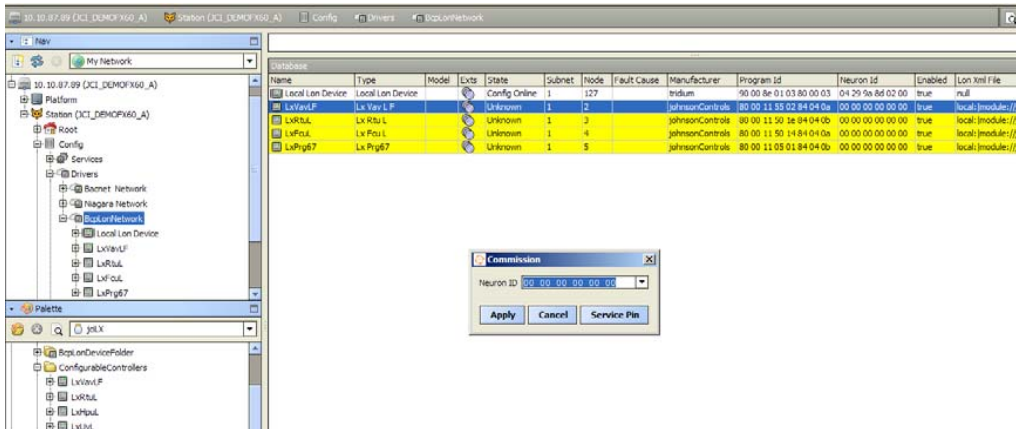 10.10.87.89 (JCI_DEMOFX60_A) Station (JCI_DEMOFX60_A) Config Drivers BcpLonNetwork
Nav
My Network
10.10.87.89 (JCI_DEMOFX60_A)
Platform
Station (JCI_DEMOFX60_A)
Root
Config
Services
Drivers
Bacnet Network
Niagara Network
BcpLonNetwork
Local Lon Device
LxVavLF
LxRtuL
LxFcuL
LxPrg67
Palette
jciLX
BcpLonDeviceFolder
ConfigurableControllers
LxVavLF
LxRtuL
LxHpuL
LxUvL
Database
Name Type Model Exts State Subnet Node Fault Cause Manufacturer Program Id Neuron Id Enabled Lon Xml File
Local Lon Device Local Lon Device Config Online 1 127 tridium 90 00 8e 01 03 80 00 03 04 29 9a 8d 02 00 true null
LxVavLF Lx Vav L F Unknown 1 2 johnsonControls 80 00 11 55 02 84 04 0a 00 00 00 00 00 00 true local:|module://
LxRtuL Lx Rtu L Unknown 1 3 johnsonControls 80 00 11 50 1e 84 04 0b 00 00 00 00 00 00 true local:|module://
LxFcuL Lx Fcu L Unknown 1 4 johnsonControls 80 00 11 50 14 84 04 0a 00 00 00 00 00 00 true local:|module://
LxPrg67 Lx Prg67 Unknown 1 5 johnsonControls 80 00 11 05 01 84 04 0b 00 00 00 00 00 00 true local:|module://
Commission
Neuron ID 00 00 00 00 00 00
Apply Cancel Service Pin